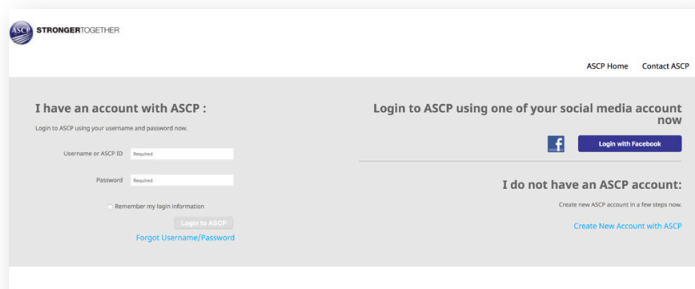 ASCP STRONGERTOGETHER
ASCP Home Contact ASCP
I have an account with ASCP :
Login to ASCP using your username and password now.
Username or ASCP ID Required
Password Required
Remember my login information
Login to ASCP
Forgot Username/Password
Login to ASCP using one of your social media account
now
f Login with Facebook
I do not have an ASCP account:
Create new ASCP account in a few steps now.
Create New Account with ASCP